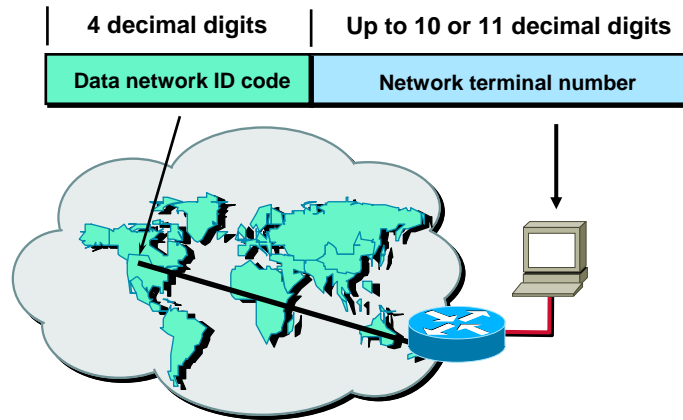 4 decimal digits
Up to 10 or 11 decimal digits
Data network ID code
Network terminal number